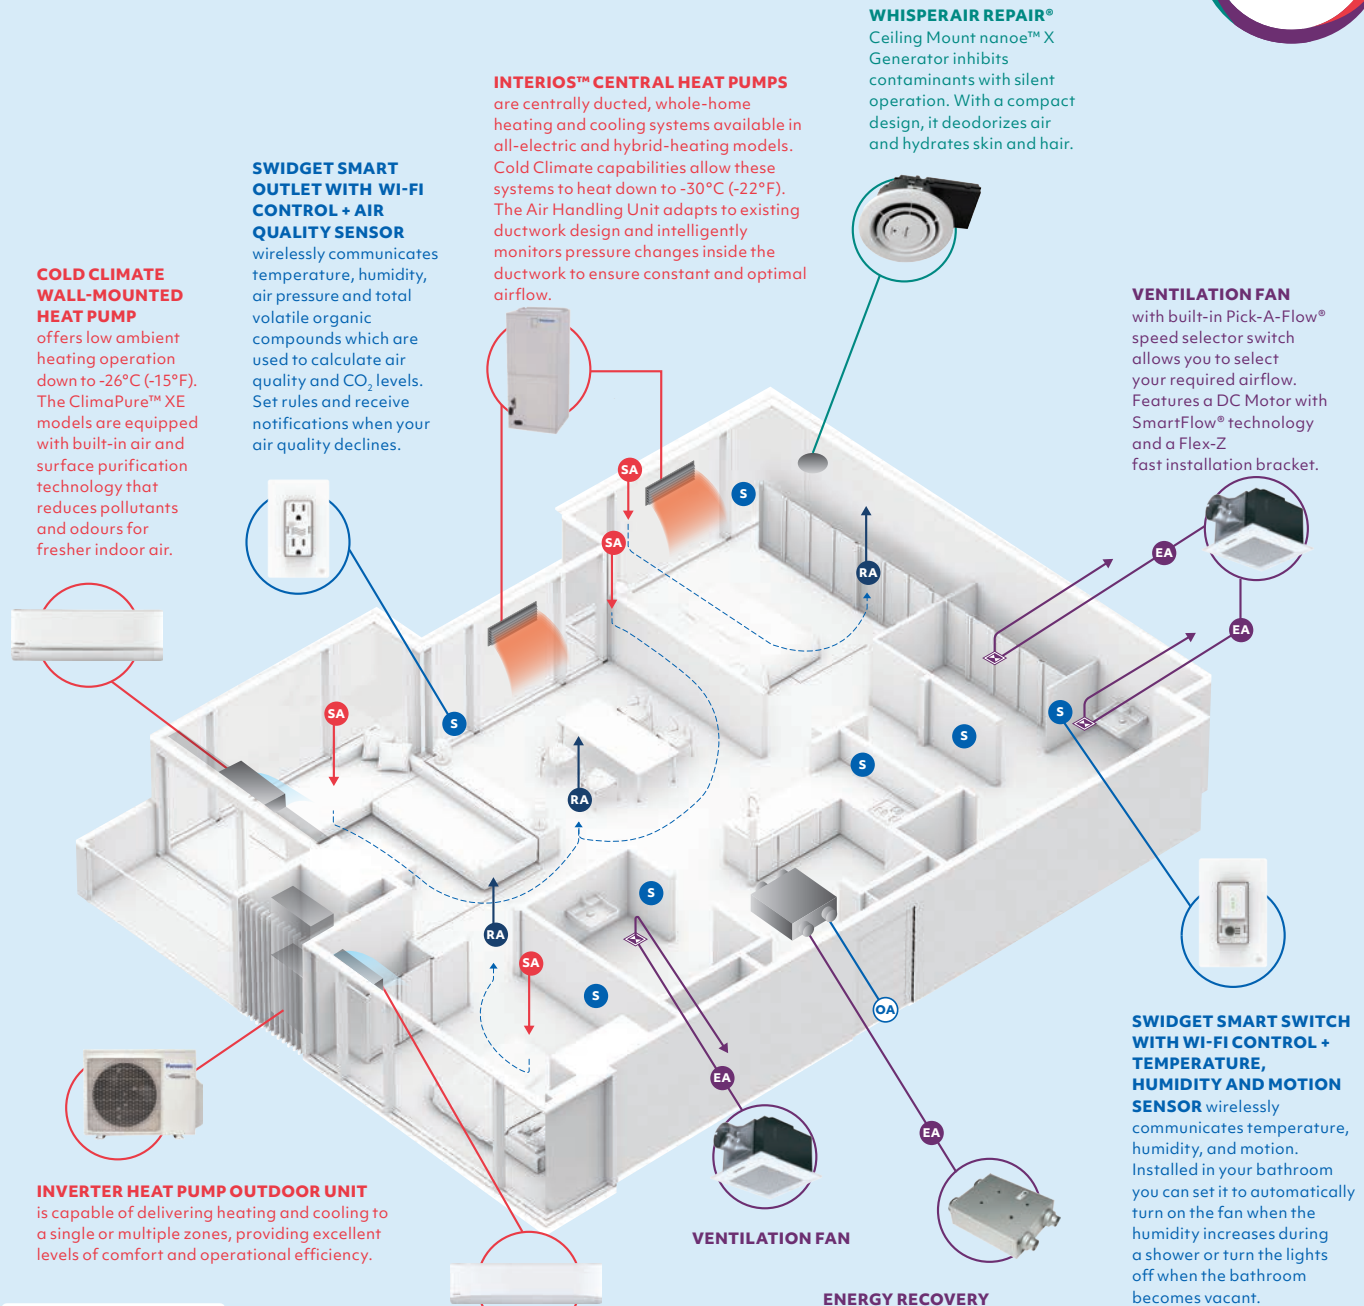 WHISPERAIR REPAIR®
Ceiling Mount nanoe™ X
Generator inhibits
contaminants with silent
operation. With a compact
design, it deodorizes air
and hydrates skin and hair.
INTERIOS™ CENTRAL HEAT PUMPS
are centrally ducted, whole-home
heating and cooling systems available in
all-electric and hybrid-heating models.
Cold Climate capabilities allow these
systems to heat down to -30°C (-22°F).
The Air Handling Unit adapts to existing
ductwork design and intelligently
monitors pressure changes inside the
ductwork to ensure constant and optimal
airflow.
SWIDGET SMART
OUTLET WITH WI-FI
CONTROL + AIR
QUALITY SENSOR
wirelessly communicates
temperature, humidity,
air pressure and total
volatile organic
compounds which are
used to calculate air
quality and CO₂ levels.
Set rules and receive
notifications when your
air quality declines.
COLD CLIMATE
WALL-MOUNTED
HEAT PUMP
offers low ambient
heating operation
down to -26°C (-15°F).
The ClimaPure™ XE
models are equipped
with built-in air and
surface purification
technology that
reduces pollutants
and odours for
fresher indoor air.
VENTILATION FAN
with built-in Pick-A-Flow®
speed selector switch
allows you to select
your required airflow.
Features a DC Motor with
SmartFlow® technology
and a Flex-Z
fast installation bracket.
Panasonic
SA
S
SA
EA
RA
EA
SA
S
S
S
S
RA
S
RA
SA
S
OA
EA
EA
Panasonic
INVERTER HEAT PUMP OUTDOOR UNIT
is capable of delivering heating and cooling to
a single or multiple zones, providing excellent
levels of comfort and operational efficiency.
VENTILATION FAN
ENERGY RECOVERY
SWIDGET SMART SWITCH
WITH WI-FI CONTROL +
TEMPERATURE,
HUMIDITY AND MOTION
SENSOR wirelessly
communicates temperature,
humidity, and motion.
Installed in your bathroom
you can set it to automatically
turn on the fan when the
humidity increases during
a shower or turn the lights
off when the bathroom
becomes vacant.